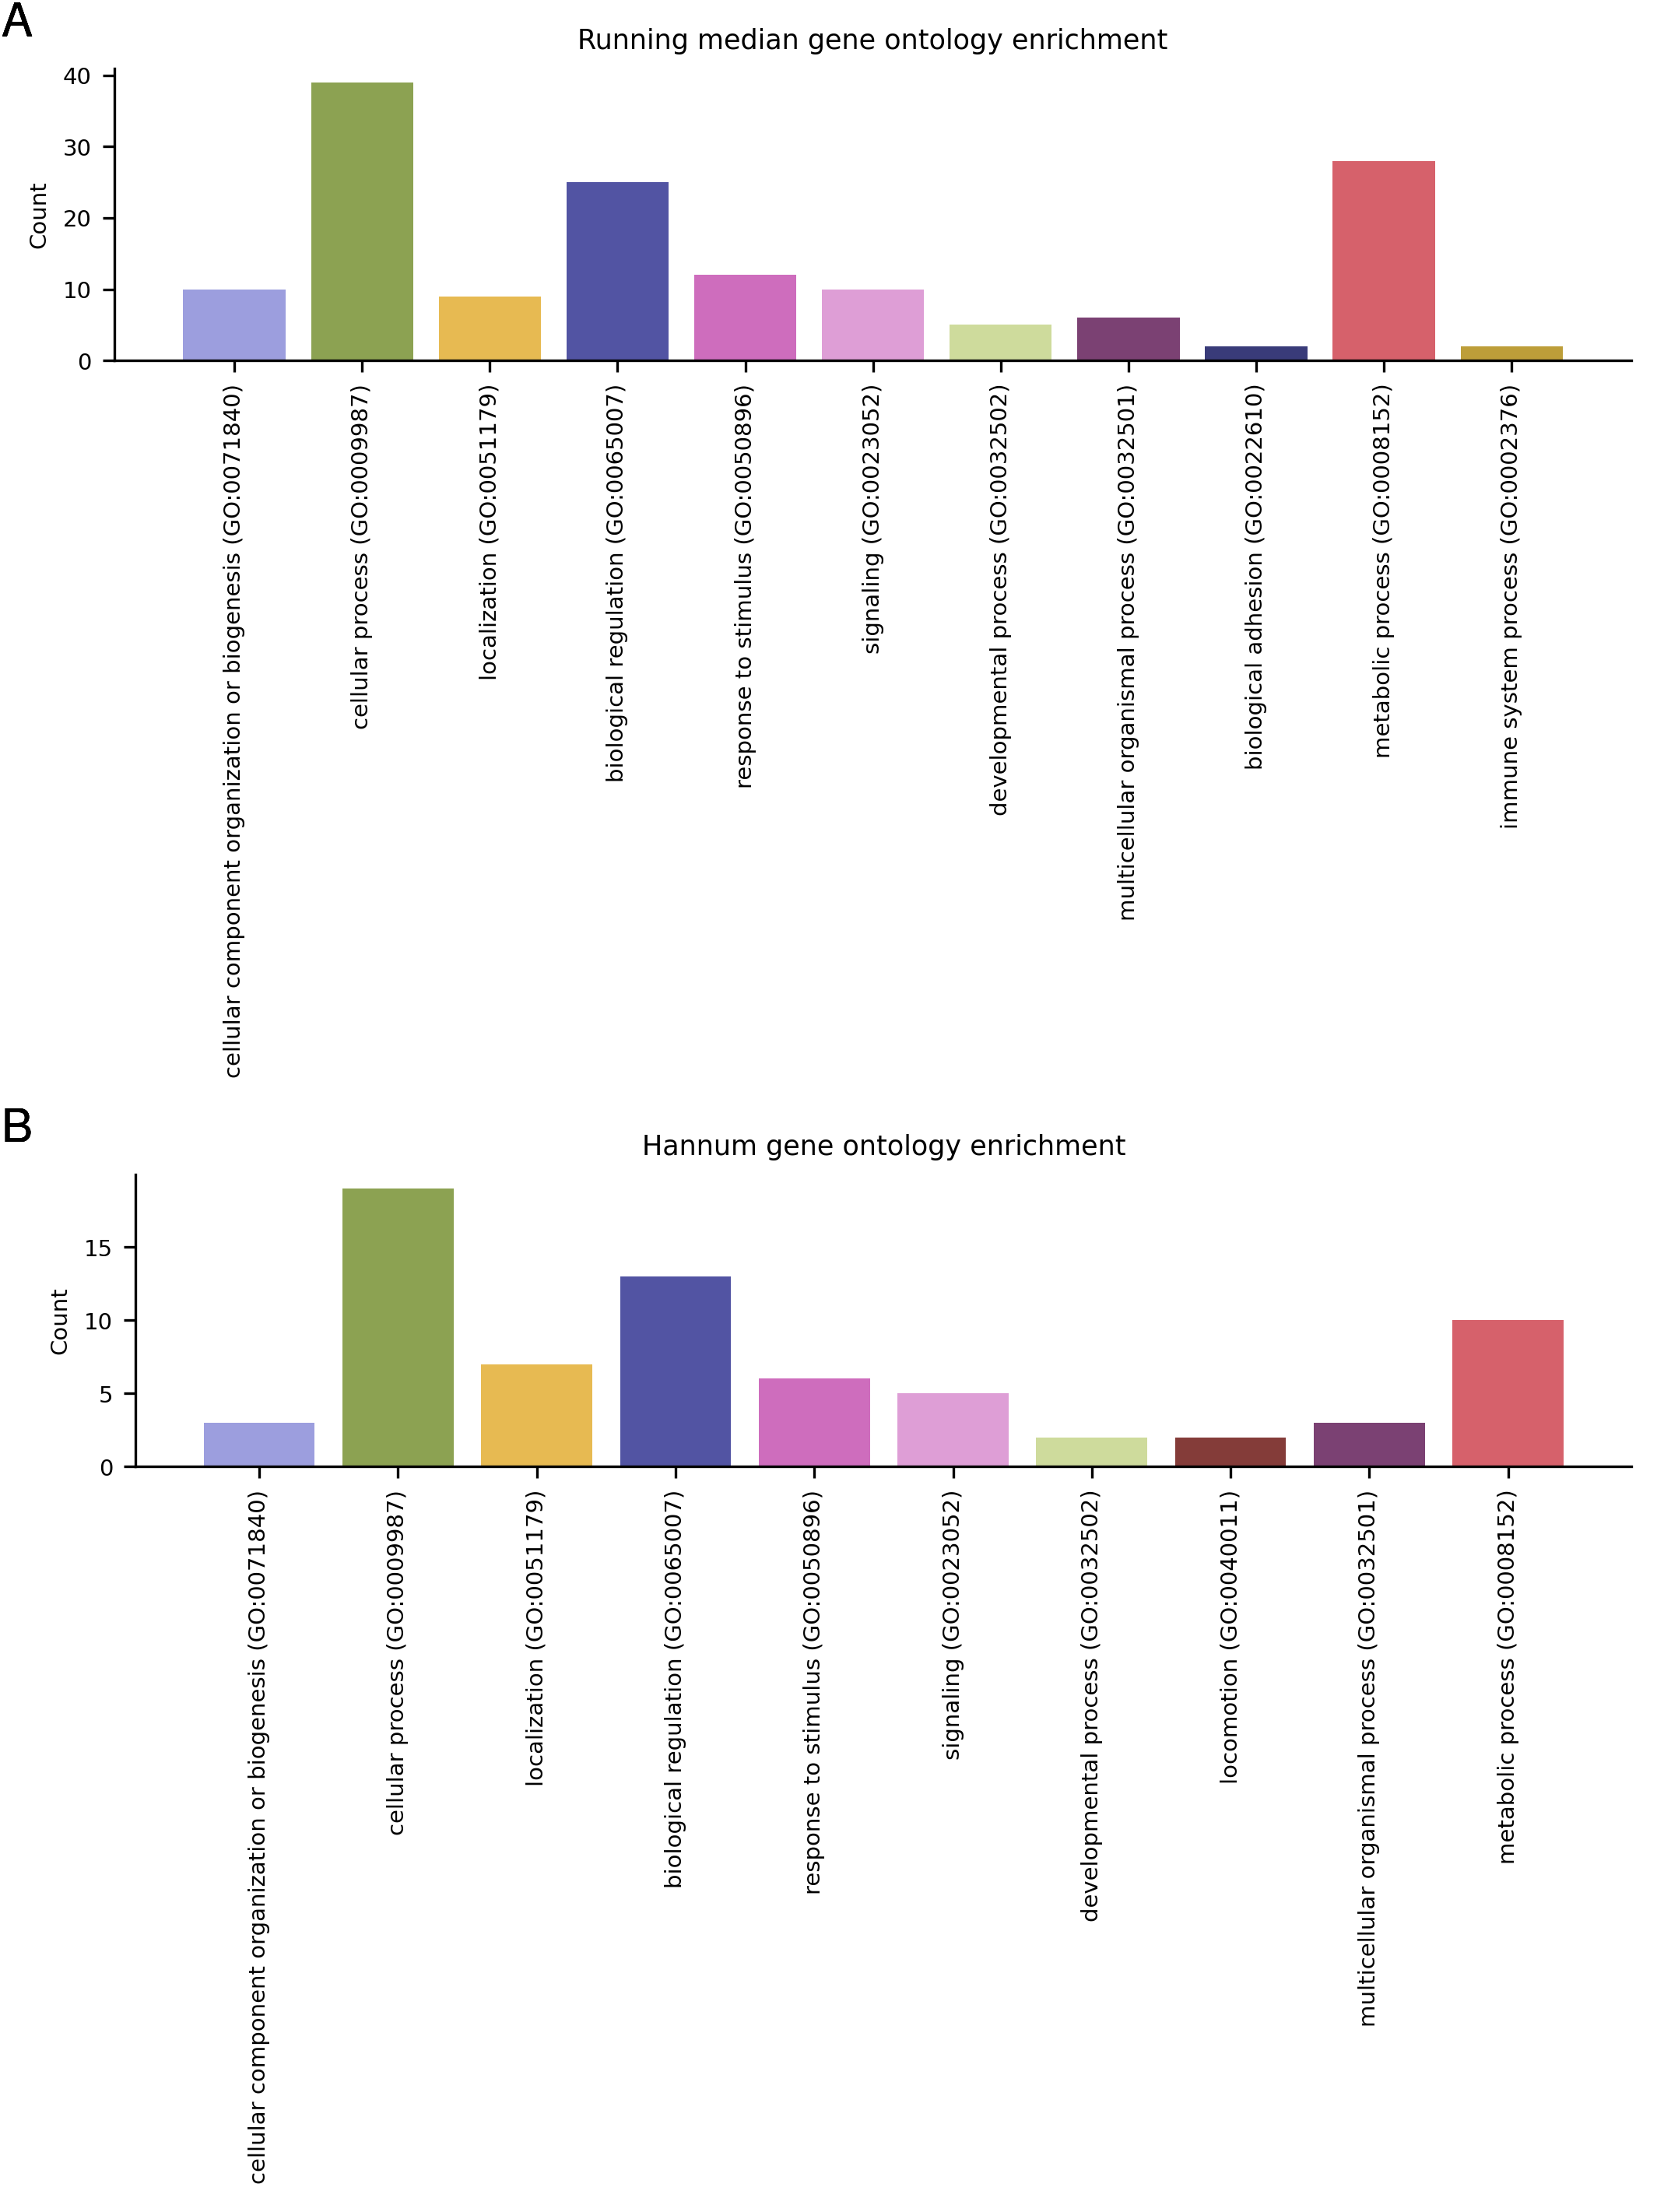 A
Running median gene ontology enrichment
Count
40
30
20
10
0
cellular component organization or biogenesis (GO:0071840)
cellular process (GO:0009987)
localization (GO:0051179)
biological regulation (GO:0065007)
response to stimulus (GO:0050896)
signaling (GO:0023052)
developmental process (GO:0032502)
multicellular organismal process (GO:0032501)
biological adhesion (GO:0022610)
metabolic process (GO:0008152)
immune system process (GO:0002376)
B
Hannum gene ontology enrichment
Count
15
10
5
0
cellular component organization or biogenesis (GO:0071840)
cellular process (GO:0009987)
localization (GO:0051179)
biological regulation (GO:0065007)
response to stimulus (GO:0050896)
signaling (GO:0023052)
developmental process (GO:0032502)
locomotion (GO:0040011)
multicellular organismal process (GO:0032501)
metabolic process (GO:0008152)